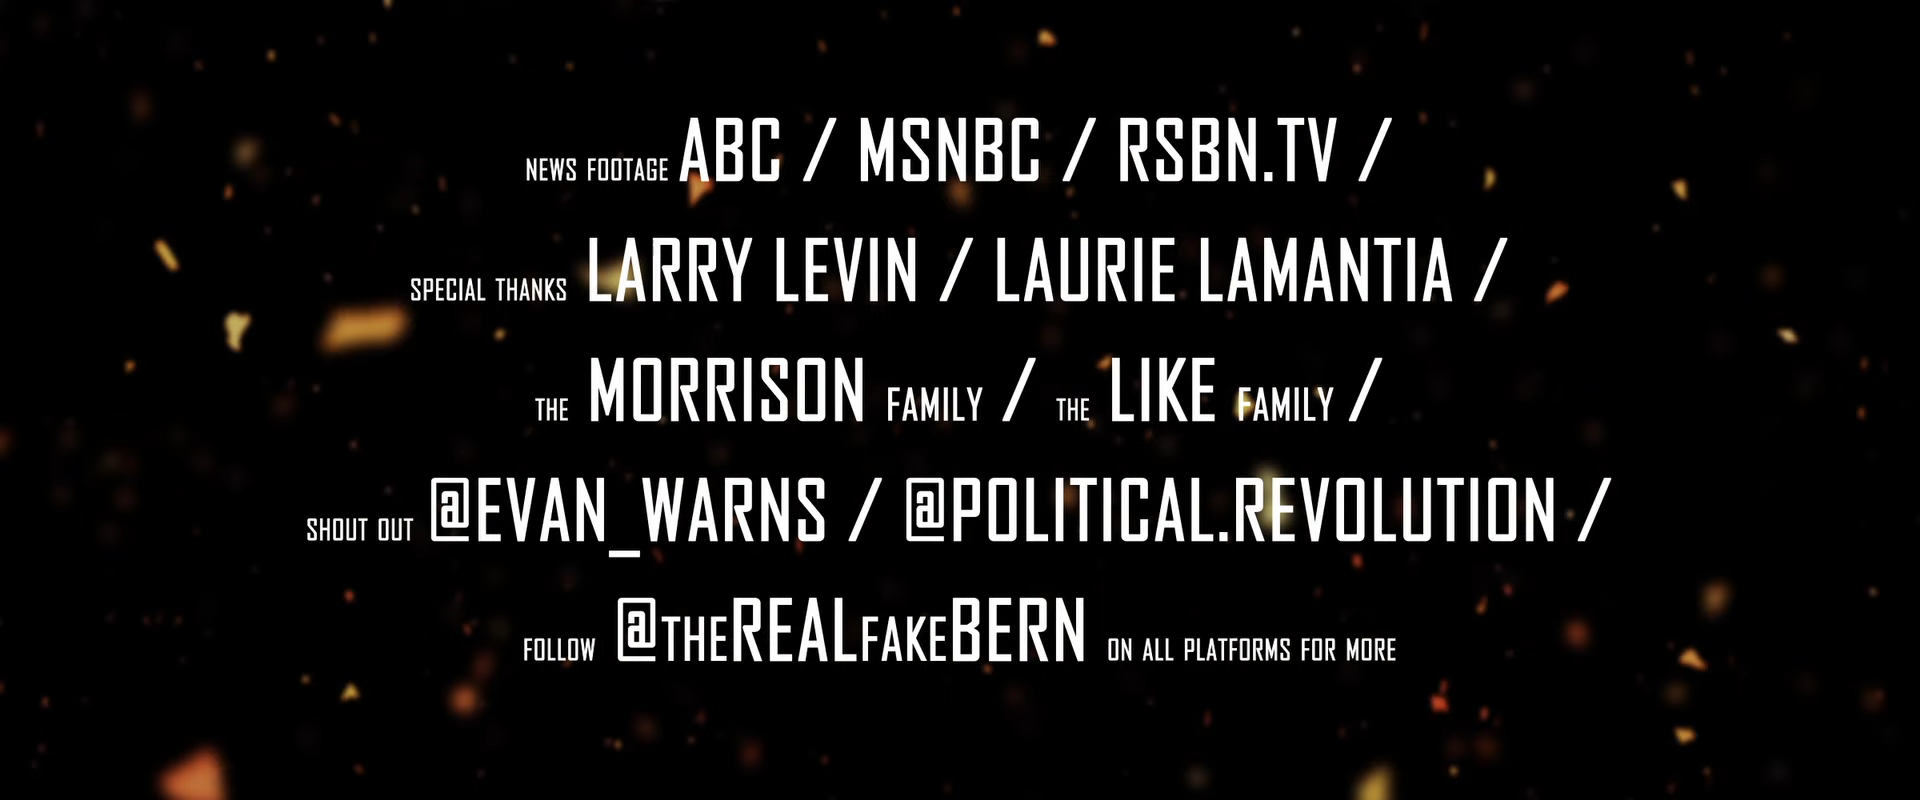 NEWS FOOTAGE ABC / MSNBC / RSBN.TV /
SPECIAL THANKS LARRY LEVIN / LAURIE LAMANTIA /
THE MORRISON FAMILY / THE LIKE FAMILY /
SHOUT OUT @EVAN_WARNS / @POLITICAL.REVOLUTION /
FOLLOW @THEREALFAKEBERN ON ALL PLATFORMS FOR MORE